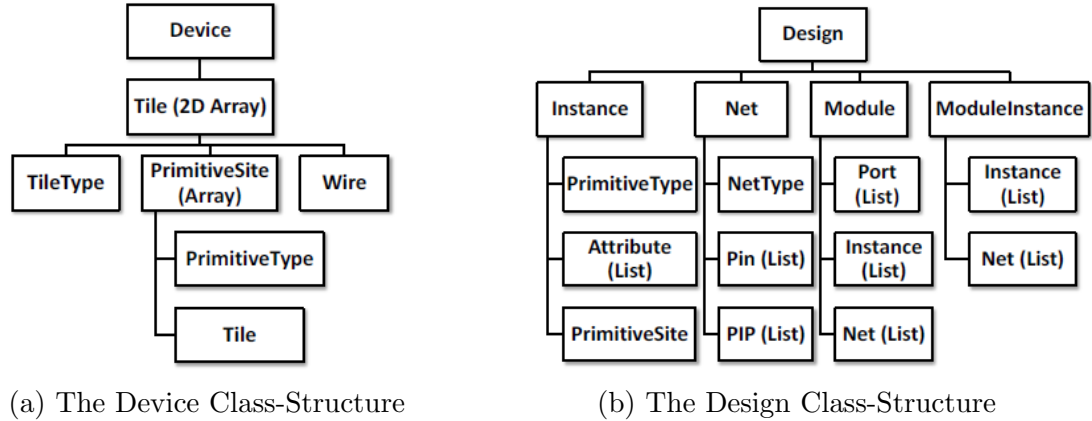 Device
Tile (2D Array)
TileType
PrimitiveSite
(Array)
Wire
PrimitiveType
Tile
(a) The Device Class-Structure
Design
Instance
Net
Module
ModuleInstance
PrimitiveType
NetType
Port
(List)
Instance
(List)
Attribute
(List)
Pin (List)
Instance
(List)
Net (List)
PrimitiveSite
PIP (List)
Net (List)
(b) The Design Class-Structure